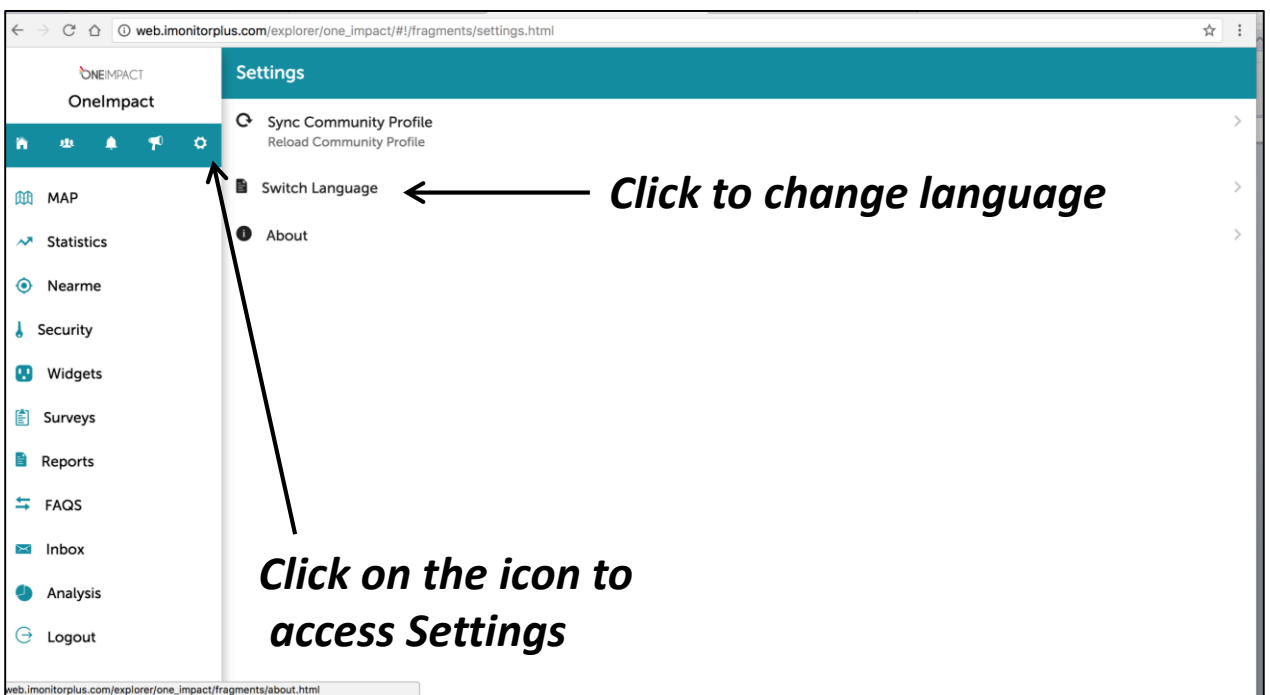 web.imonitorplus.com/explorer/one_impact/#!/fragments/settings.html
ONEIMPACT
OneImpact
Settings
Sync Community Profile
Reload Community Profile
MAP
Switch Language
Click to change language
Statistics
About
Nearme
Security
Widgets
Surveys
Reports
FAQS
Inbox
Analysis
Logout
Click on the icon to
access Settings
web.imonitorplus.com/explorer/one_impact/fragments/about.html